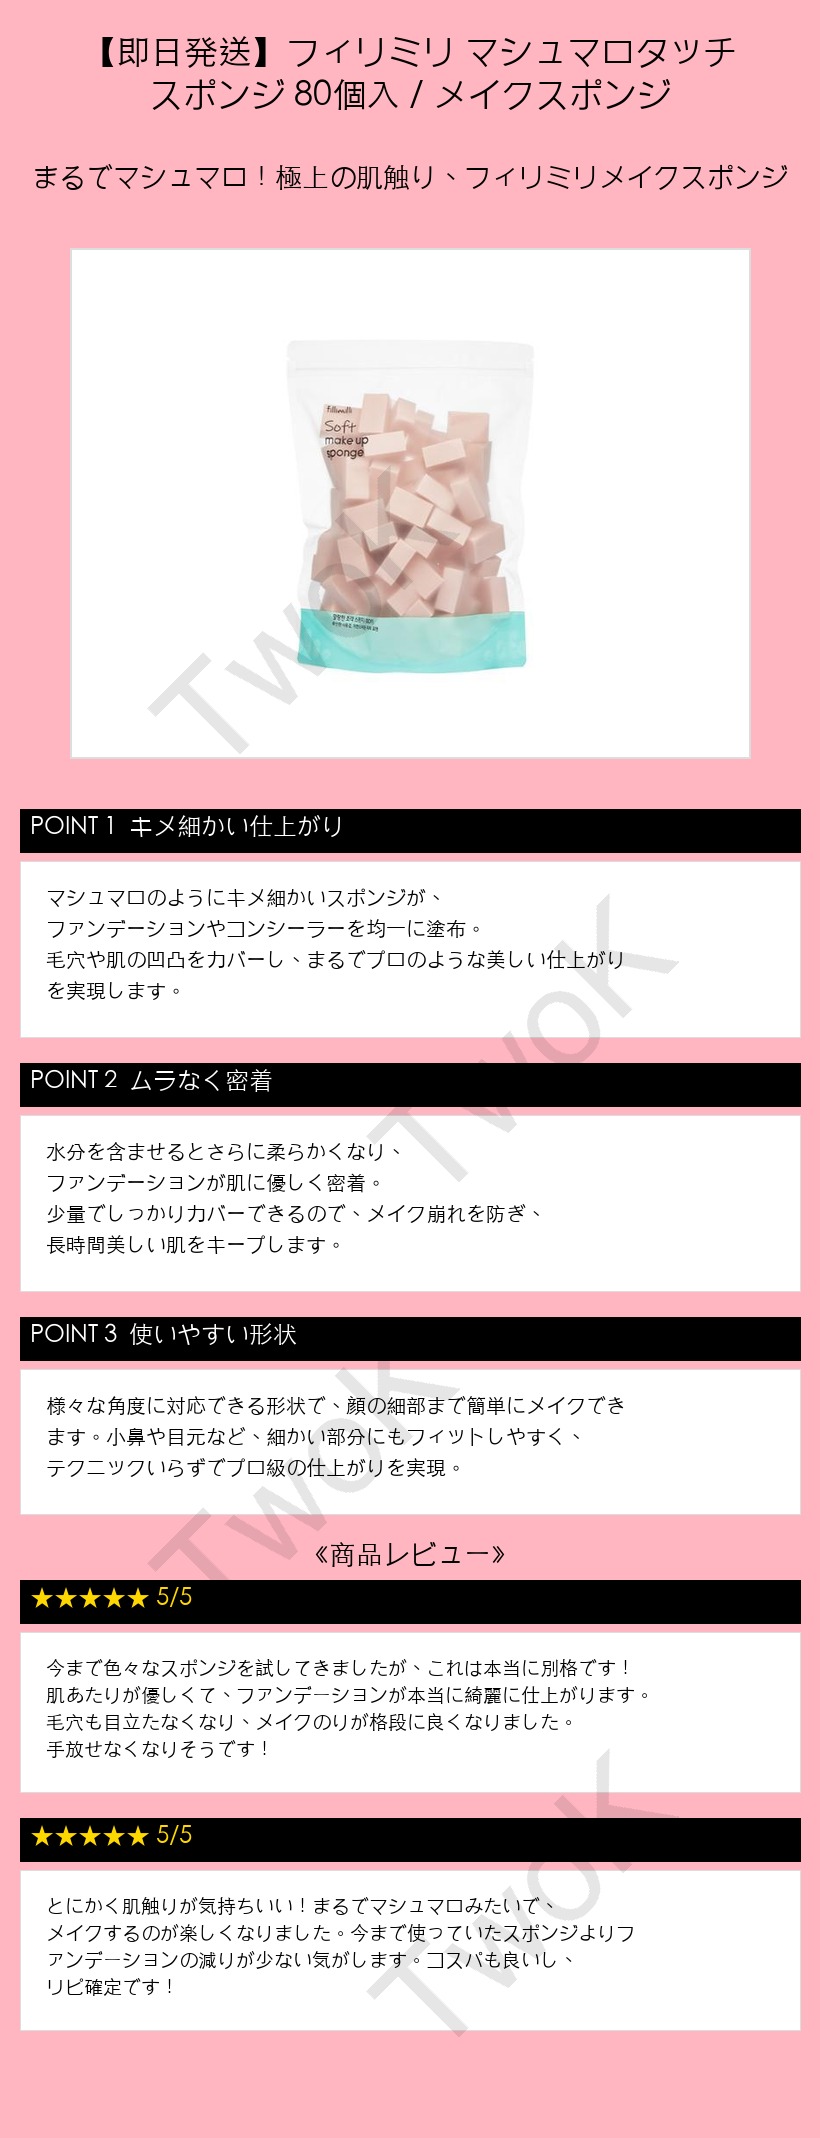 【即日発送】フィリミリ マシュマロタッチ
スポンジ 80個入 / メイクスポンジ
まるでマシュマロ！極上の肌触り、フィリミリメイクスポンジ
fillimilli
Soft
make up
sponge
TwoK
POINT 1 キメ細かい仕上がり
マシュマロのようにキメ細かいスポンジが、
ファンデーションやコンシーラーを均一に塗布。
毛穴や肌の凹凸をカバーし、まるでプロのような美しい仕上がり
を実現します。
TwoK
POINT 2 ムラなく密着
水分を含ませるとさらに柔らかくなり、
ファンデーションが肌に優しく密着。
少量でしっかりカバーできるので、メイク崩れを防ぎ、
長時間美しい肌をキープします。
POINT 3 使いやすい形状
様々な角度に対応できる形状で、顔の細部まで簡単にメイクでき
ます。小鼻や目元など、細かい部分にもフィットしやすく、
テクニックいらずでプロ級の仕上がりを実現。
TwoK
《商品レビュー》
★★★★★ 5/5
今まで色々なスポンジを試してきましたが、これは本当に別格です！
肌あたりが優しくて、ファンデーションが本当に綺麗に仕上がります。
毛穴も目立たなくなり、メイクのりが格段に良くなりました。
手放せなくなりそうです！
★★★★★ 5/5
とにかく肌触りが気持ちいい！まるでマシュマロみたいで、
メイクするのが楽しくなりました。今まで使っていたスポンジよりフ
ァンデーションの減りが少ない気がします。コスパも良いし、
リピ確定です！
TwoK